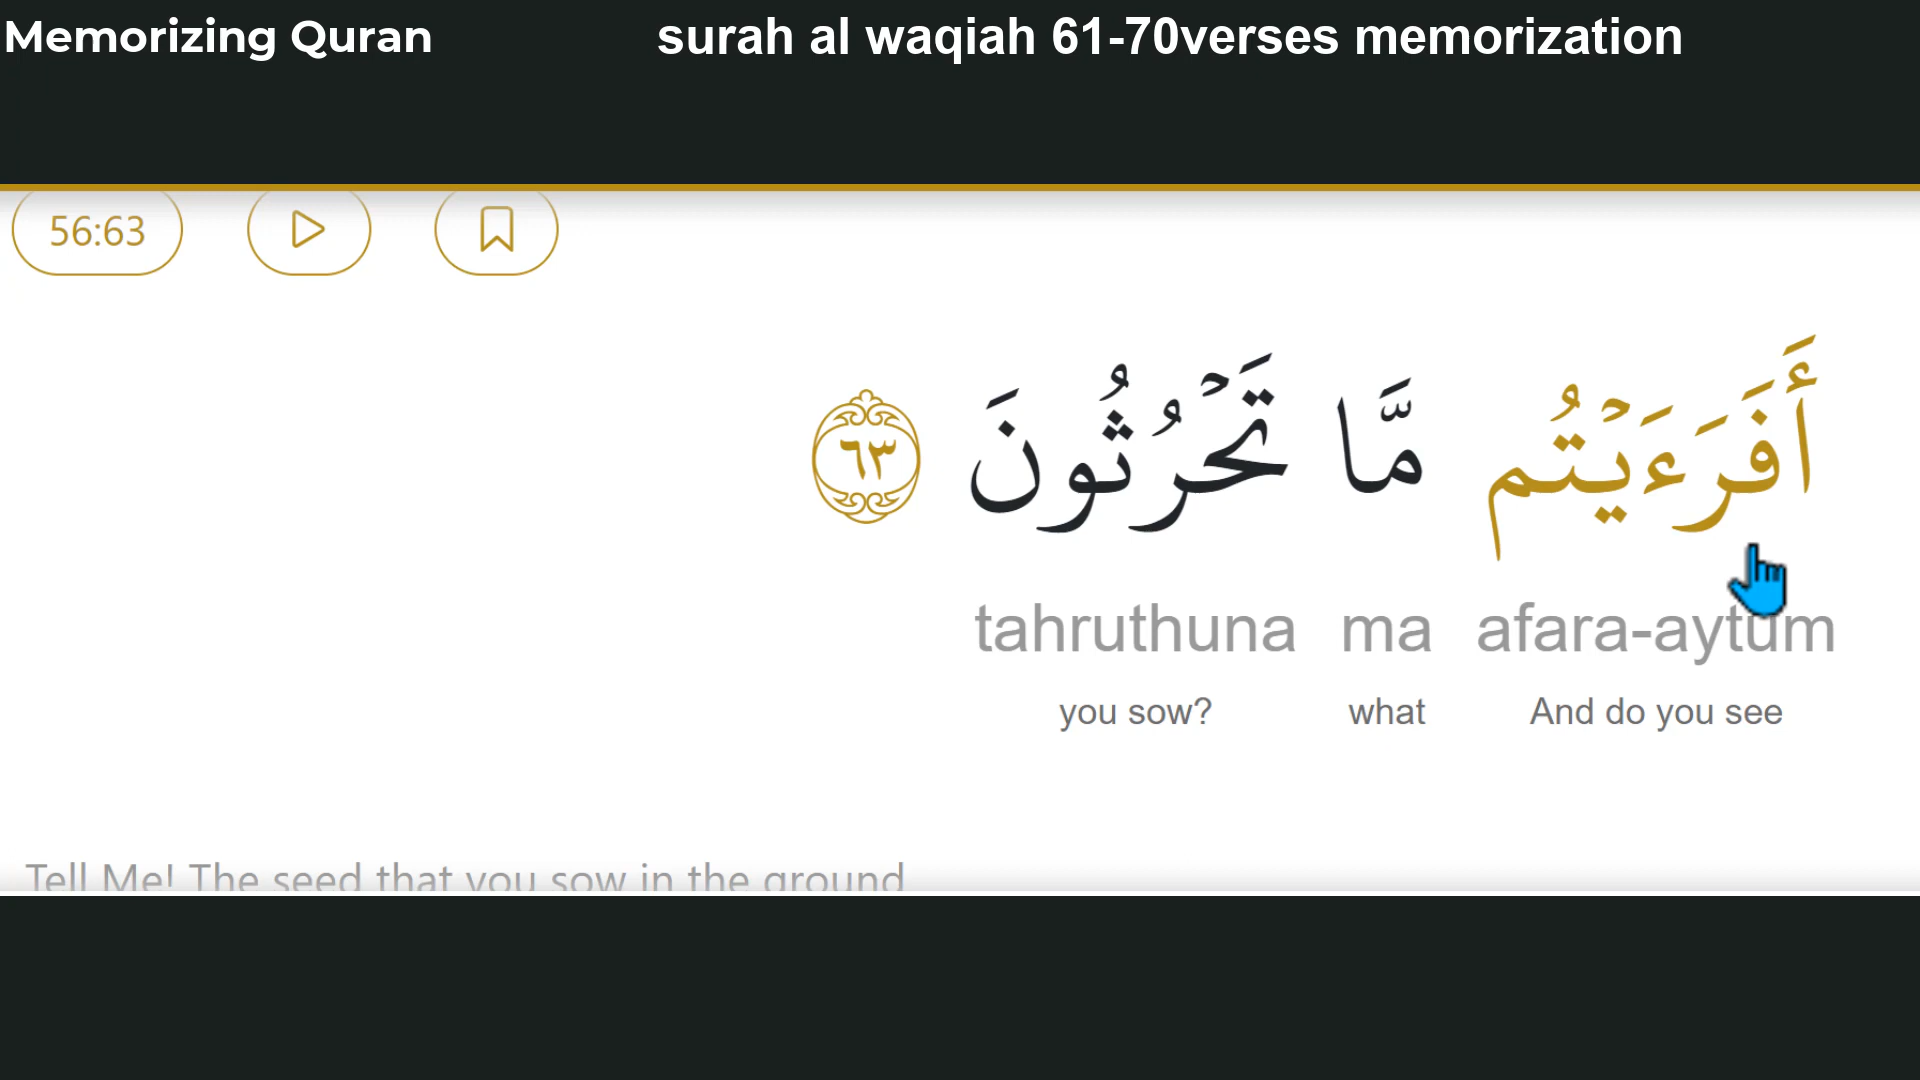 Memorizing Quran
surah al waqiah 61-70verses memorization
56:63
أَفَرَءَيْتُم مَّا تَحْرُثُونَ ٦٣
tahruthuna ma afara-aytum
you sow? what And do you see
Tell Me! The seed that you sow in the ground